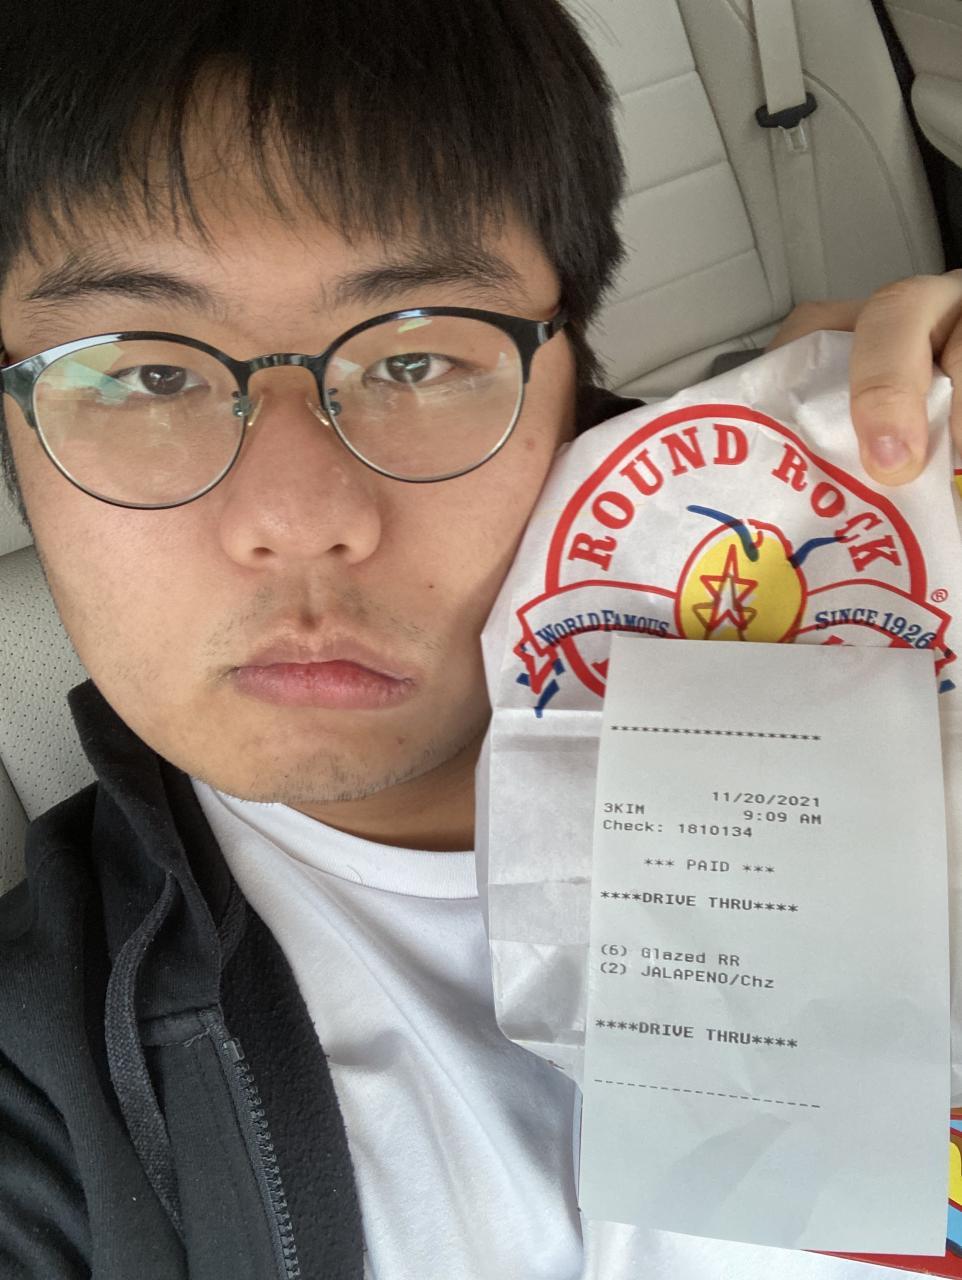 ROUND ROCK
®
WORLD FAMOUS
SINCE 1926
********************
11/20/2021
3KIM 9:09 AM
Check: 1810134
*** PAID ***
****DRIVE THRU****
(6) Glazed RR
(2) JALAPENO/Chz
****DRIVE THRU****
--------------------